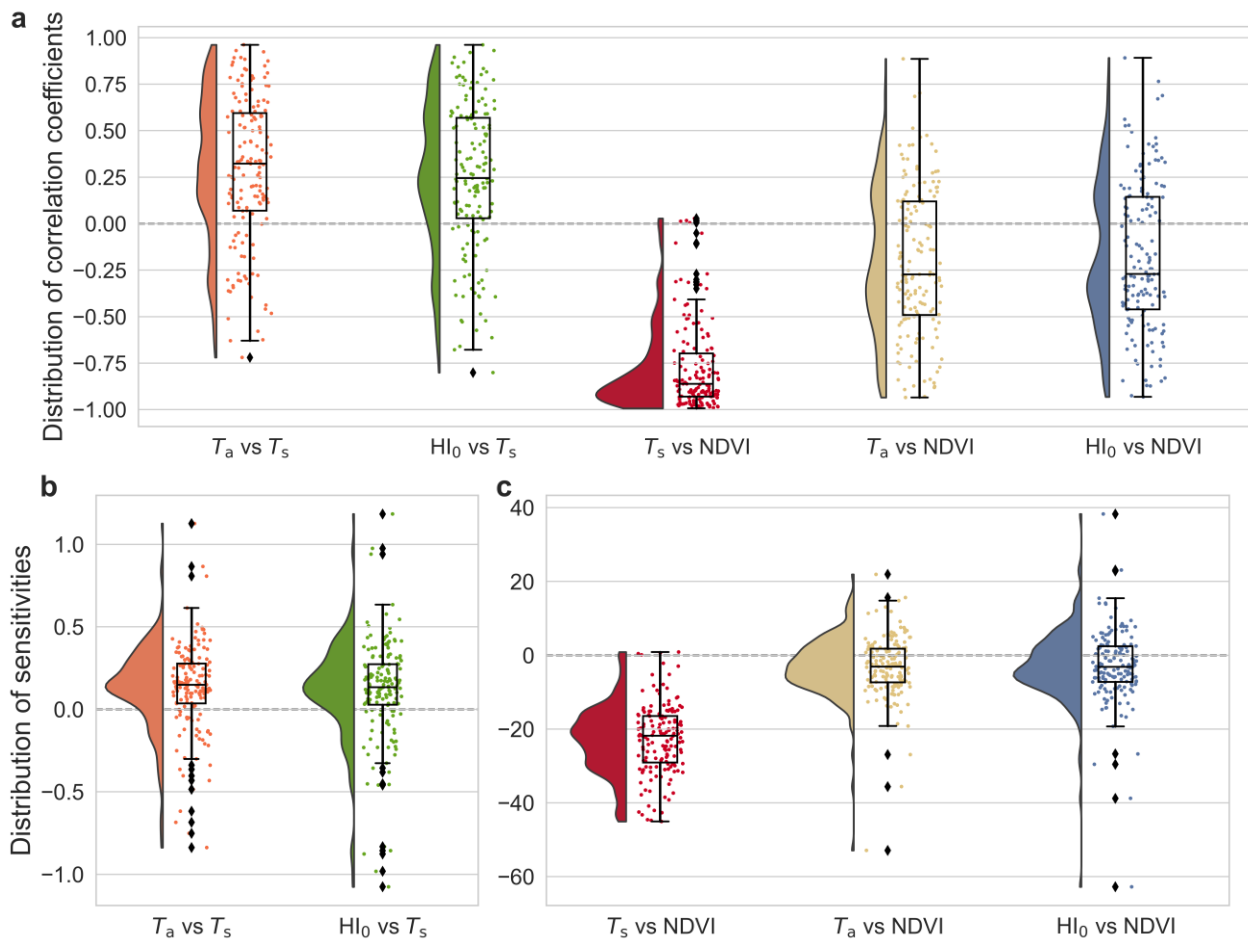 a
Distribution of correlation coefficients
1.00
0.75
0.50
0.25
0.00
−0.25
−0.50
−0.75
−1.00
Tₐ vs Tₛ
HI₀ vs Tₛ
Tₛ vs NDVI
Tₐ vs NDVI
HI₀ vs NDVI
b
Distribution of sensitivities
1.0
0.5
0.0
−0.5
−1.0
Tₐ vs Tₛ
HI₀ vs Tₛ
c
40
20
0
−20
−40
−60
Tₛ vs NDVI
Tₐ vs NDVI
HI₀ vs NDVI